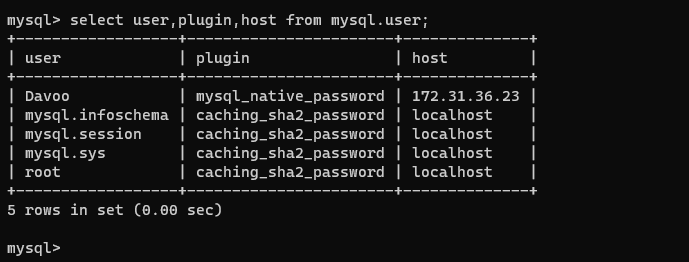 mysql> select user,plugin,host from mysql.user;
+------------------+-----------------------+--------------+
| user             | plugin                | host         |
+------------------+-----------------------+--------------+
| Davoo            | mysql_native_password | 172.31.36.23 |
| mysql.infoschema | caching_sha2_password | localhost    |
| mysql.session    | caching_sha2_password | localhost    |
| mysql.sys        | caching_sha2_password | localhost    |
| root             | caching_sha2_password | localhost    |
+------------------+-----------------------+--------------+
5 rows in set (0.00 sec)
mysql>